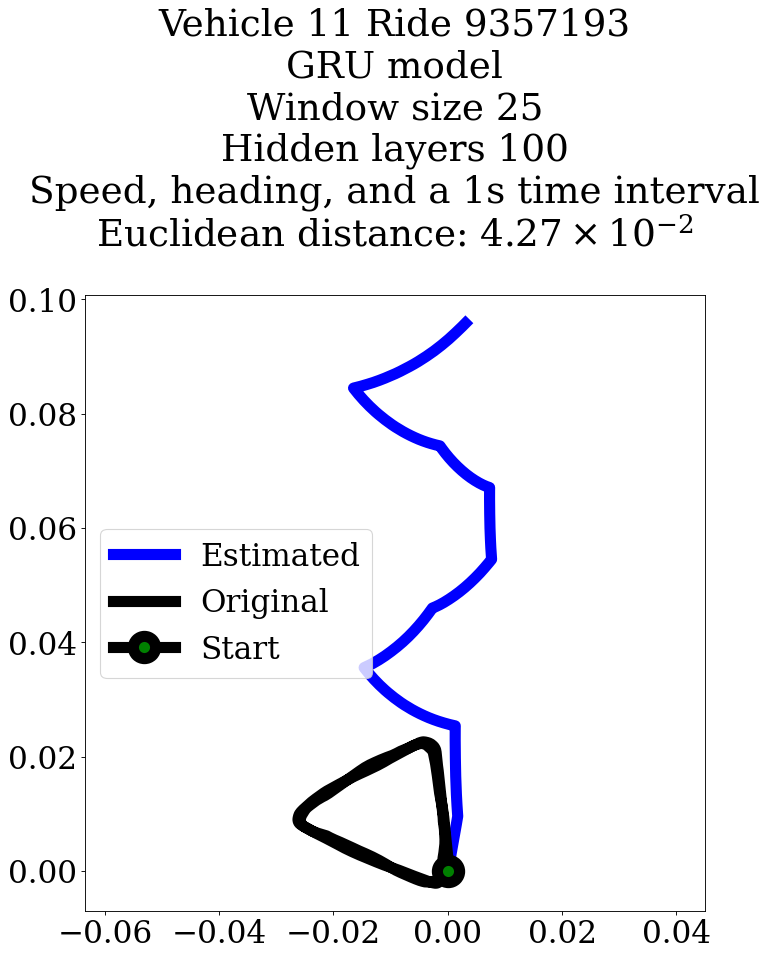 Vehicle 11 Ride 9357193
GRU model
Window size 25
Hidden layers 100
Speed, heading, and a 1s time interval
Euclidean distance: 4.27 × 10⁻²
0.10
0.08
0.06
0.04
0.02
0.00
Estimated
Original
Start
−0.06 −0.04 −0.02 0.00 0.02 0.04